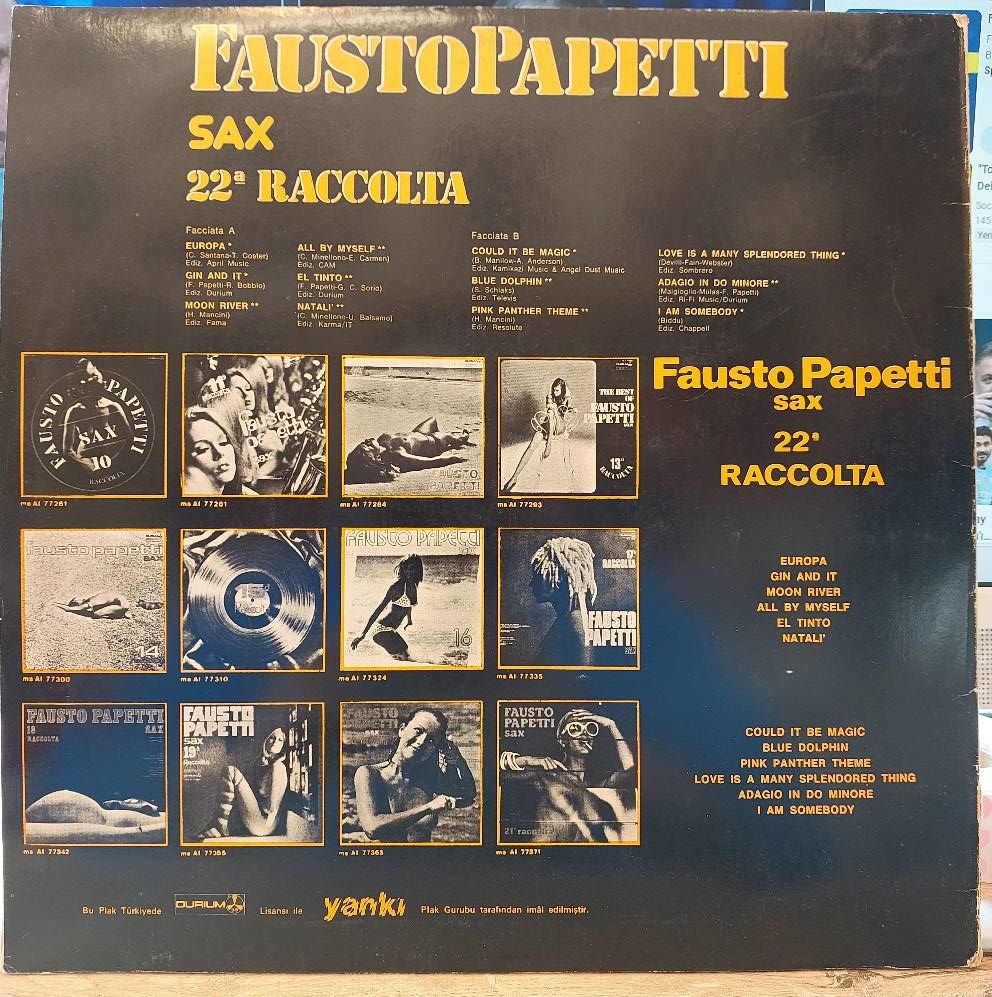 FAUSTO PAPETTI
SAX
22ª RACCOLTA
Facciata A
EUROPA *
(C. Santana-T. Coster)
Ediz. April Music
GIN AND IT *
(F. Papetti-R. Bobbio)
Ediz. Durium
MOON RIVER **
(H. Mancini)
Ediz. Fama
ALL BY MYSELF **
(C. Minellono-E. Carmen)
Ediz. CAM
EL TINTO **
(F. Papetti-G. C. Sorio)
Ediz. Durium
NATALI' **
(C. Minellono-U. Balsamo)
Ediz. Karma/IT
Facciata B
COULD IT BE MAGIC *
(B. Manilow-A. Anderson)
Ediz. Kamikazi Music & Angel Dust Music
BLUE DOLPHIN **
(S. Schlaks)
Ediz. Televis
PINK PANTHER THEME **
(H. Mancini)
Ediz. Resolute
LOVE IS A MANY SPLENDORED THING *
(Devilli-Fain-Webster)
Ediz. Sombrero
ADAGIO IN DO MINORE **
(Malgioglio-Mulas-F. Papetti)
Ediz. Ri-Fi Music/Durium
I AM SOMEBODY *
(Biddu)
Ediz. Chappell
FAUSTO PAPETTI
SAX
10
RACCOLTA
fausto
papetti
sax
FAUSTO
PAPETTI
THE BEST
OF
FAUSTO
PAPETTI
13ª
RACCOLTA
ms AI 77261
ms AI 77281
ms AI 77284
ms AI 77293
Fausto Papetti
sax
22ª
RACCOLTA
fausto papetti
SAX
14
15ª
FAUSTO PAPETTI
16
17ª
RACCOLTA
FAUSTO
PAPETTI
ms AI 77300
ms AI 77310
ms AI 77324
ms AI 77335
EUROPA
GIN AND IT
MOON RIVER
ALL BY MYSELF
EL TINTO
NATALI'
FAUSTO PAPETTI
18 SAX
RACCOLTA
FAUSTO
PAPETTI
sax
19ª
Raccolta
FAUSTO
PAPETTI
sax
FAUSTO
PAPETTI
sax
21ª raccolta
ms AI 77342
ms AI 77355
ms AI 77363
ms AI 77371
COULD IT BE MAGIC
BLUE DOLPHIN
PINK PANTHER THEME
LOVE IS A MANY SPLENDORED THING
ADAGIO IN DO MINORE
I AM SOMEBODY
Bu Plak Türkiyede DURIUM Lisansı ile yankı Plak Gurubu tarafından imâl edilmiştir.